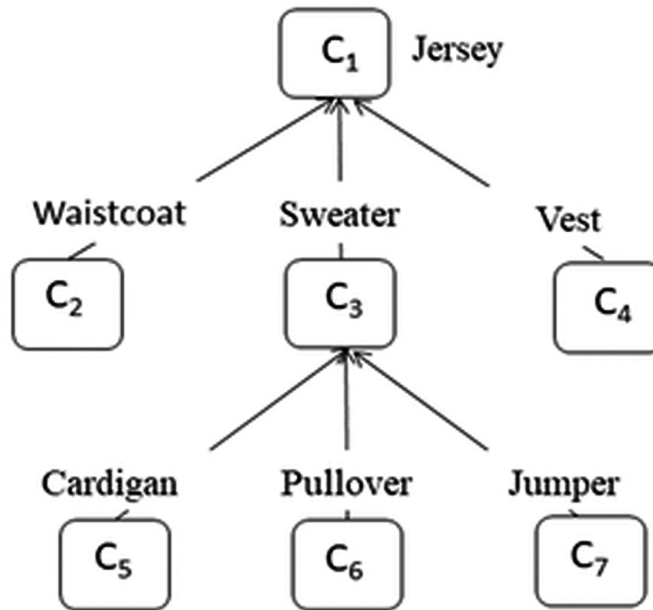 C₁ Jersey
Waistcoat Sweater Vest
C₂ C₃ C₄
Cardigan Pullover Jumper
C₅ C₆ C₇